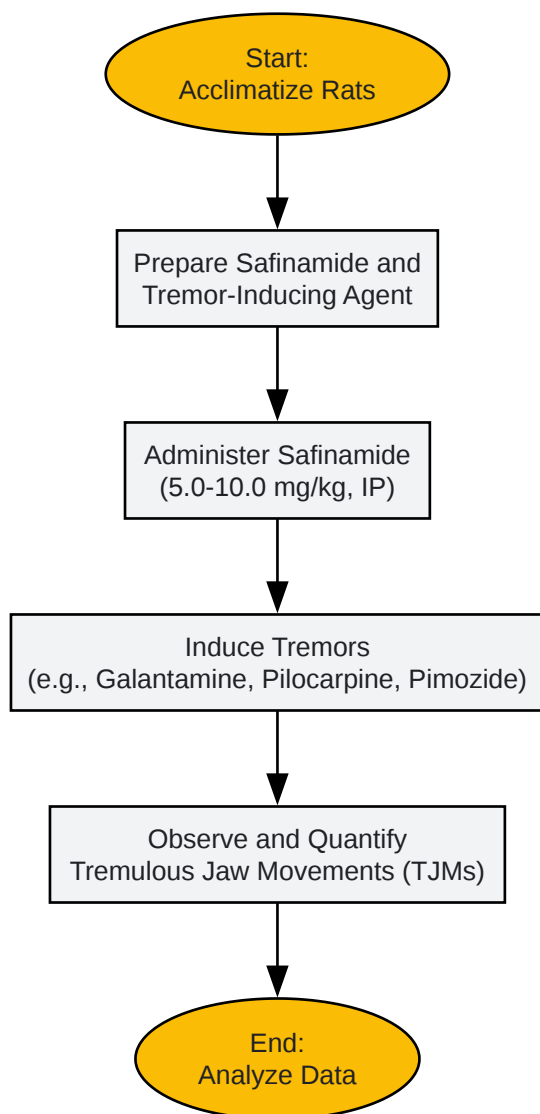 Start:
Acclimatize Rats
Prepare Safinamide and
Tremor-Inducing Agent
Administer Safinamide
(5.0-10.0 mg/kg, IP)
Induce Tremors
(e.g., Galantamine, Pilocarpine, Pimozide)
Observe and Quantify
Tremulous Jaw Movements (TJMs)
End:
Analyze Data